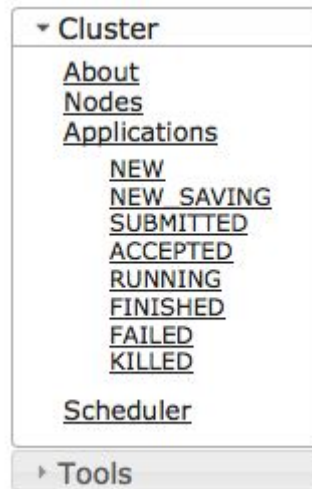 Cluster
About
Nodes
Applications
NEW
NEW_SAVING
SUBMITTED
ACCEPTED
RUNNING
FINISHED
FAILED
KILLED
Scheduler
Tools